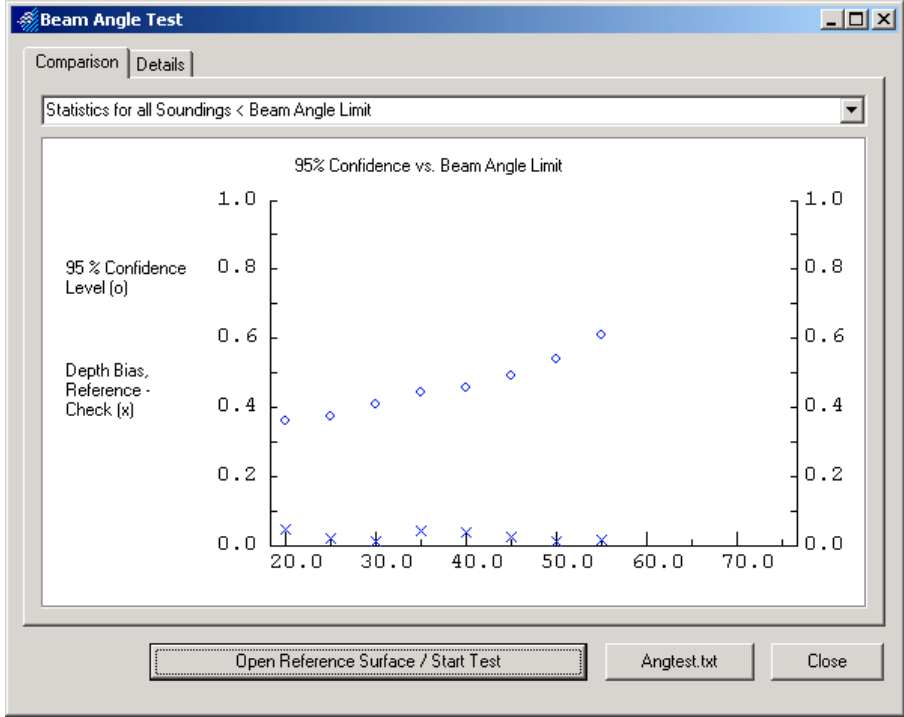 Beam Angle Test
Comparison Details
Statistics for all Soundings < Beam Angle Limit
95% Confidence vs. Beam Angle Limit
1.0 1.0
95 % Confidence 0.8 0.8
Level (o)
0.6 0.6
Depth Bias,
Reference -
Check (x) 0.4 0.4
0.2 0.2
0.0 0.0
20.0 30.0 40.0 50.0 60.0 70.0
Open Reference Surface / Start Test Angtest.txt Close